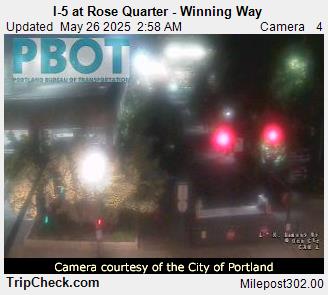 I-5 at Rose Quarter - Winning Way
Updated May 26 2025 2:58 AM Camera 4
PBOT
PORTLAND BUREAU OF TRANSPORTATION
Camera courtesy of the City of Portland
TripCheck.com Milepost302.00